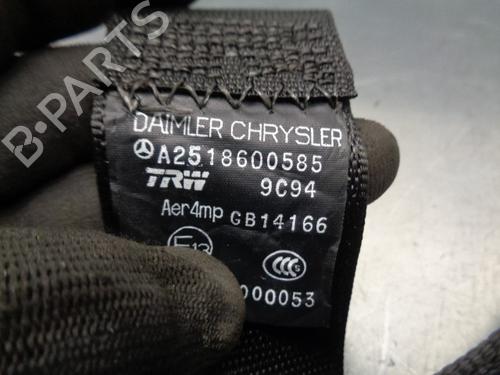 DAIMLER CHRYSLER
A2518600585
TRW 9C94
Aer4mp GB14166
E13
CCC S
000053
B-PARTS